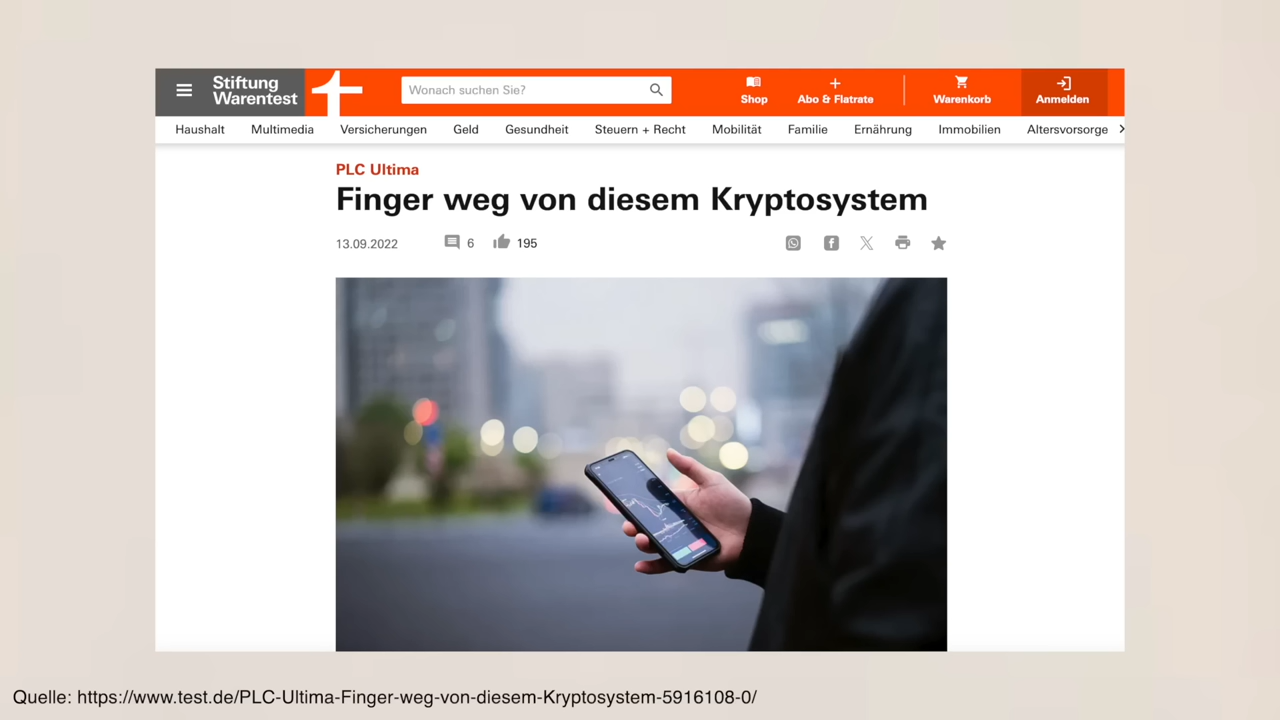 Stiftung
Warentest
Wonach suchen Sie?
Shop
Abo & Flatrate
Warenkorb
Anmelden
Haushalt Multimedia Versicherungen Geld Gesundheit Steuern + Recht Mobilität Familie Ernährung Immobilien Altersvorsorge
PLC Ultima
Finger weg von diesem Kryptosystem
13.09.2022 6 195
Quelle: https://www.test.de/PLC-Ultima-Finger-weg-von-diesem-Kryptosystem-5916108-0/